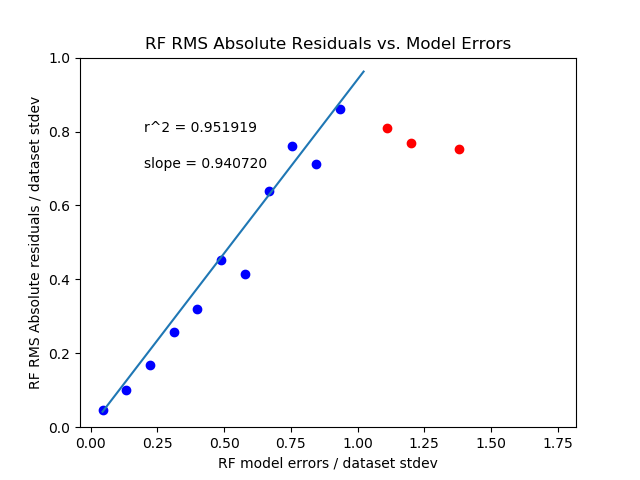 RF RMS Absolute Residuals vs. Model Errors
1.0
0.8
0.6
0.4
0.2
0.0
r^2 = 0.951919
slope = 0.940720
RF RMS Absolute residuals / dataset stdev
0.00 0.25 0.50 0.75 1.00 1.25 1.50 1.75
RF model errors / dataset stdev